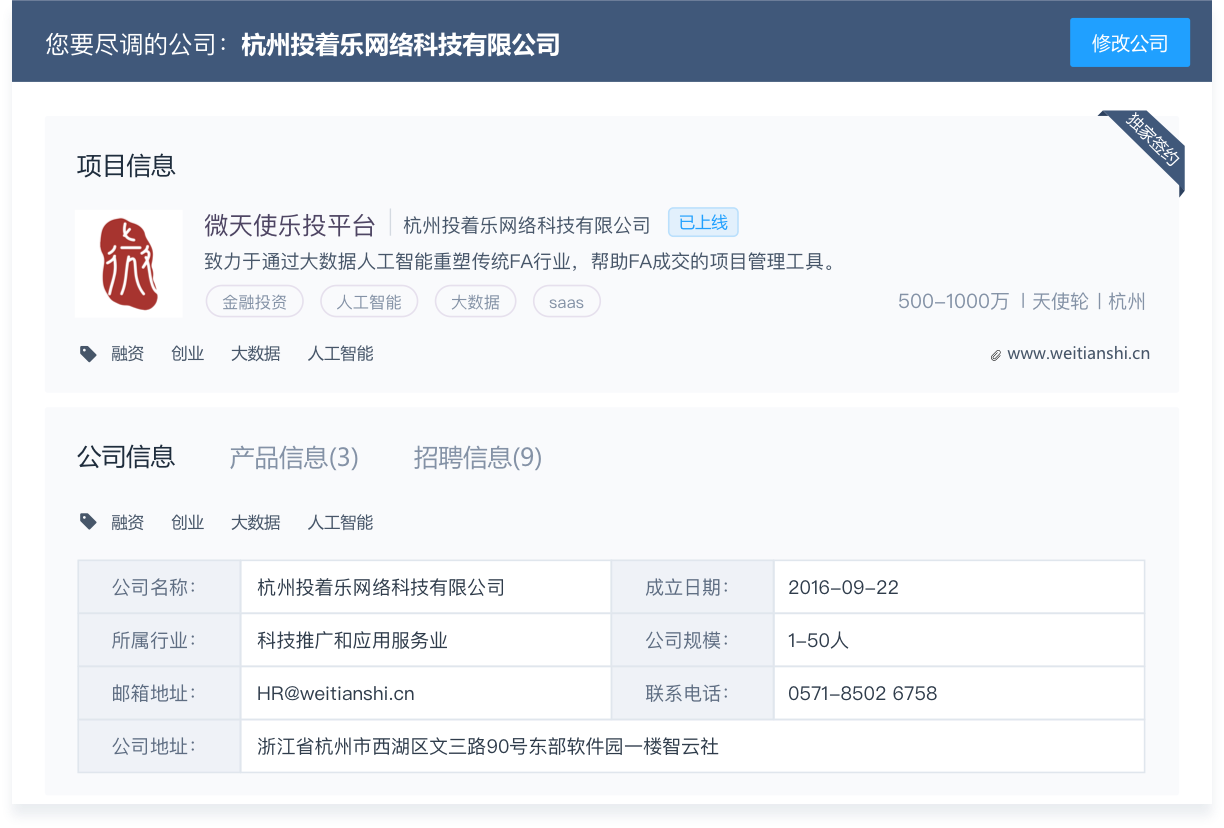 您要尽调的公司：杭州投着乐网络科技有限公司 修改公司
独家签约
项目信息
微天使乐投平台 杭州投着乐网络科技有限公司 已上线
致力于通过大数据人工智能重塑传统FA行业，帮助FA成交的项目管理工具。
金融投资 人工智能 大数据 saas 500-1000万 | 天使轮 | 杭州
融资 创业 大数据 人工智能 www.weitianshi.cn
公司信息 产品信息(3) 招聘信息(9)
融资 创业 大数据 人工智能
公司名称： 杭州投着乐网络科技有限公司 成立日期： 2016-09-22
所属行业： 科技推广和应用服务业 公司规模： 1-50人
邮箱地址： HR@weitianshi.cn 联系电话： 0571-8502 6758
公司地址： 浙江省杭州市西湖区文三路90号东部软件园一楼智云社